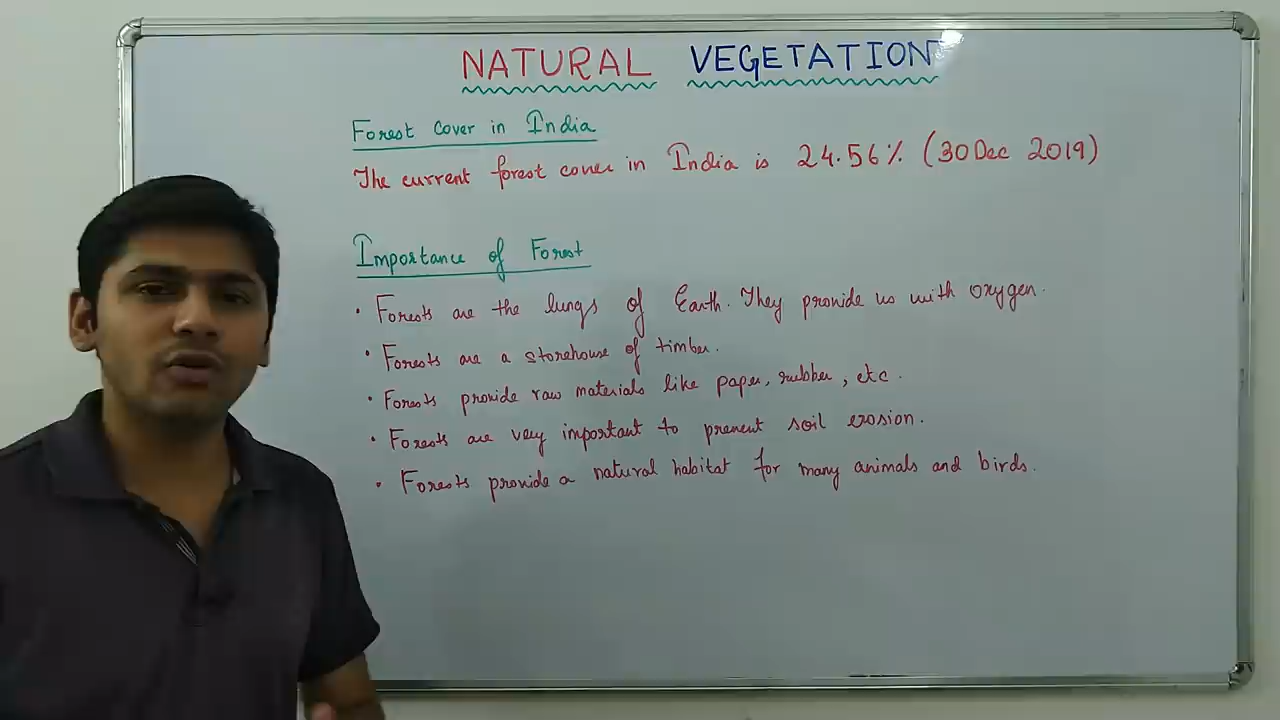 NATURAL VEGETATION
Forest Cover in India
The current forest cover in India is 24.56% (30 Dec 2019)
Importance of Forest
· Forests are the lungs of Earth. They provide us with oxygen.
· Forests are a storehouse of timber.
· Forests provide raw materials like paper, rubber, etc.
· Forests are very important to prevent soil erosion.
· Forests provide a natural habitat for many animals and birds.